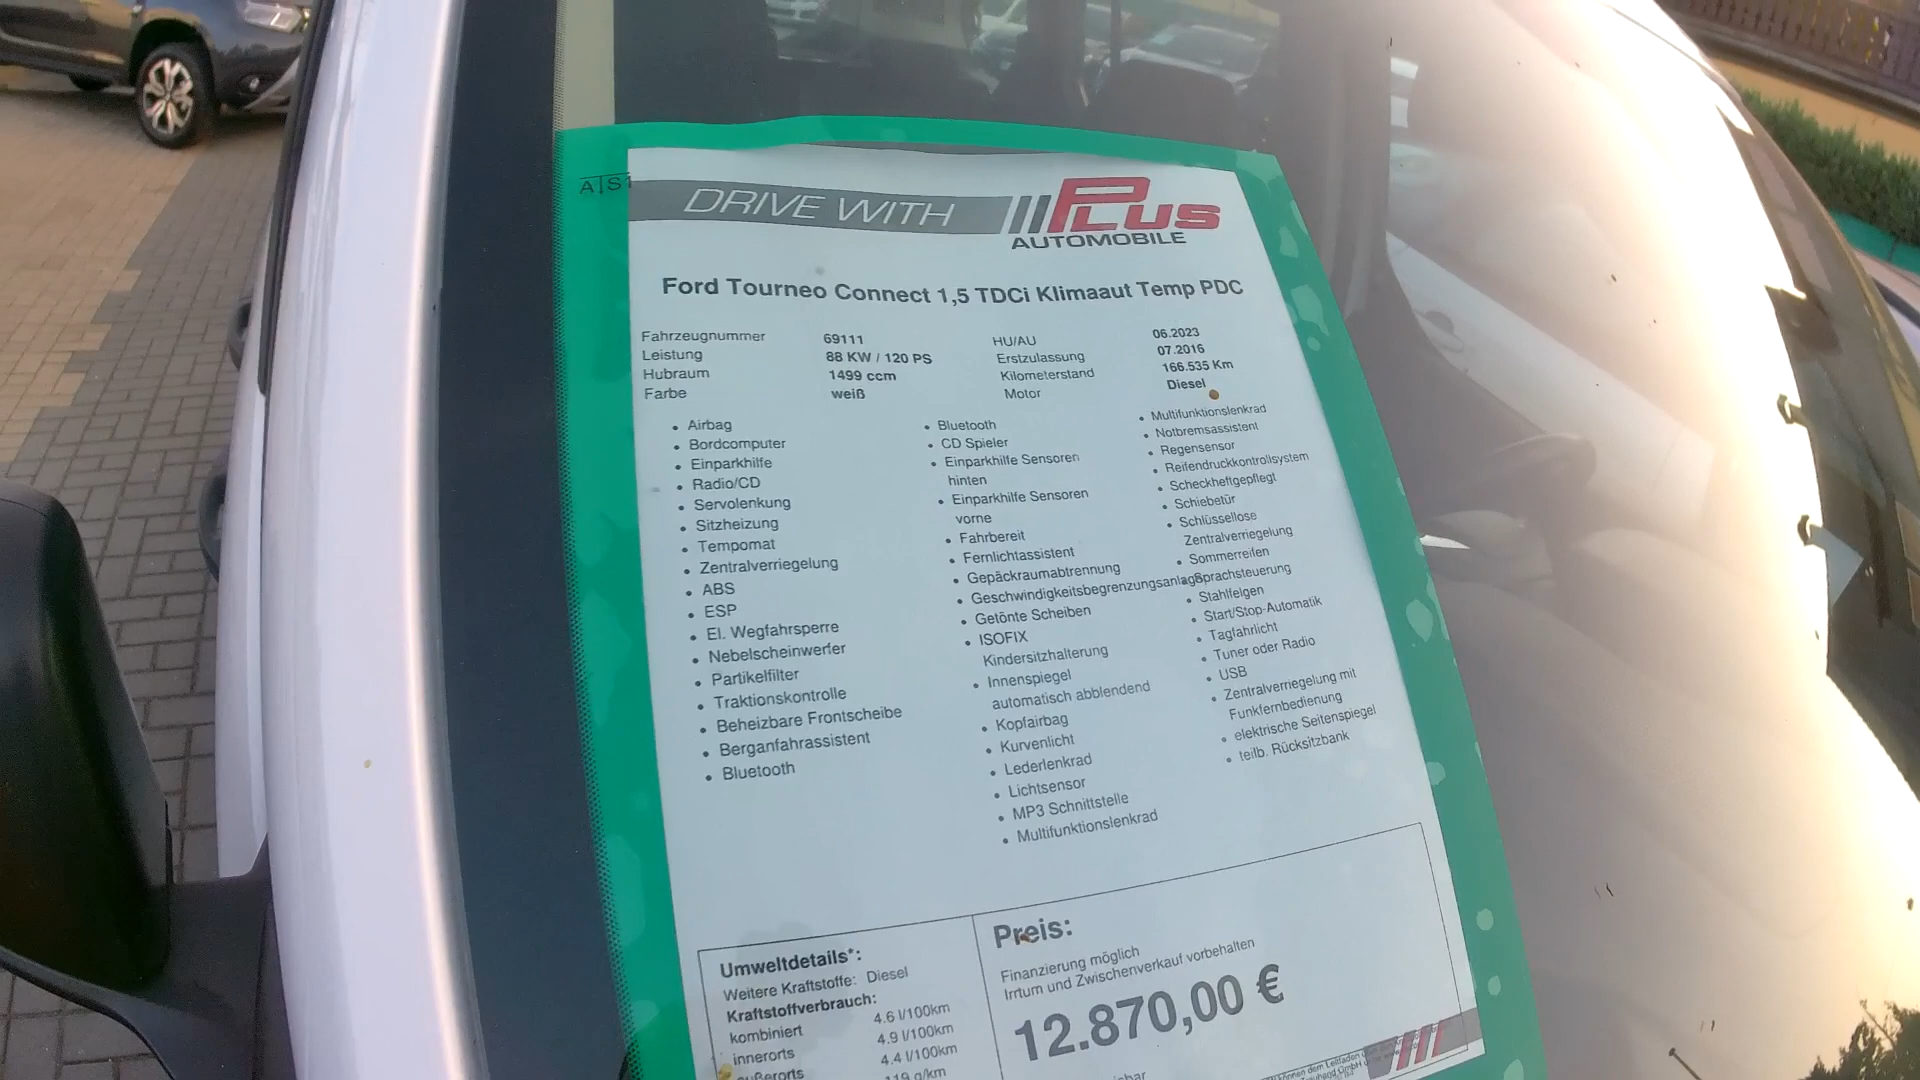 A|S1
DRIVE WITH PLUS
AUTOMOBILE
Ford Tourneo Connect 1,5 TDCi Klimaaut Temp PDC
Fahrzeugnummer 69111
Leistung 88 KW / 120 PS
Hubraum 1499 ccm
Farbe weiß
HU/AU 06.2023
Erstzulassung 07.2016
Kilometerstand 166.535 Km
Motor Diesel
• Airbag
• Bordcomputer
• Einparkhilfe
• Radio/CD
• Servolenkung
• Sitzheizung
• Tempomat
• Zentralverriegelung
• ABS
• ESP
• El. Wegfahrsperre
• Nebelscheinwerfer
• Partikelfilter
• Traktionskontrolle
• Beheizbare Frontscheibe
• Berganfahrassistent
• Bluetooth
• Bluetooth
• CD Spieler
• Einparkhilfe Sensoren
hinten
• Einparkhilfe Sensoren
vorne
• Fahrbereit
• Fernlichtassistent
• Gepäckraumabtrennung
• Geschwindigkeitsbegrenzungsanlage
• Getönte Scheiben
• ISOFIX
Kindersitzhalterung
• Innenspiegel
automatisch abblendend
• Kopfairbag
• Kurvenlicht
• Lederlenkrad
• Lichtsensor
• MP3 Schnittstelle
• Multifunktionslenkrad
• Multifunktionslenkrad
• Notbremsassistent
• Regensensor
• Reifendruckkontrollsystem
• Scheckheftgepflegt
• Schiebetür
• Schlüssellose
Zentralverriegelung
• Sommerreifen
• Sprachsteuerung
• Stahlfelgen
• Start/Stop-Automatik
• Tagfahrlicht
• Tuner oder Radio
• USB
• Zentralverriegelung mit
Funkfernbedienung
• elektrische Seitenspiegel
• teilb. Rücksitzbank
Umweltdetails*:
Weitere Kraftstoffe: Diesel
Kraftstoffverbrauch:
kombiniert 4.6 l/100km
innerorts 4.9 l/100km
außerorts 4.4 l/100km
119 g/km
Preis:
Finanzierung möglich
Irrtum und Zwischenverkauf vorbehalten
12.870,00 €